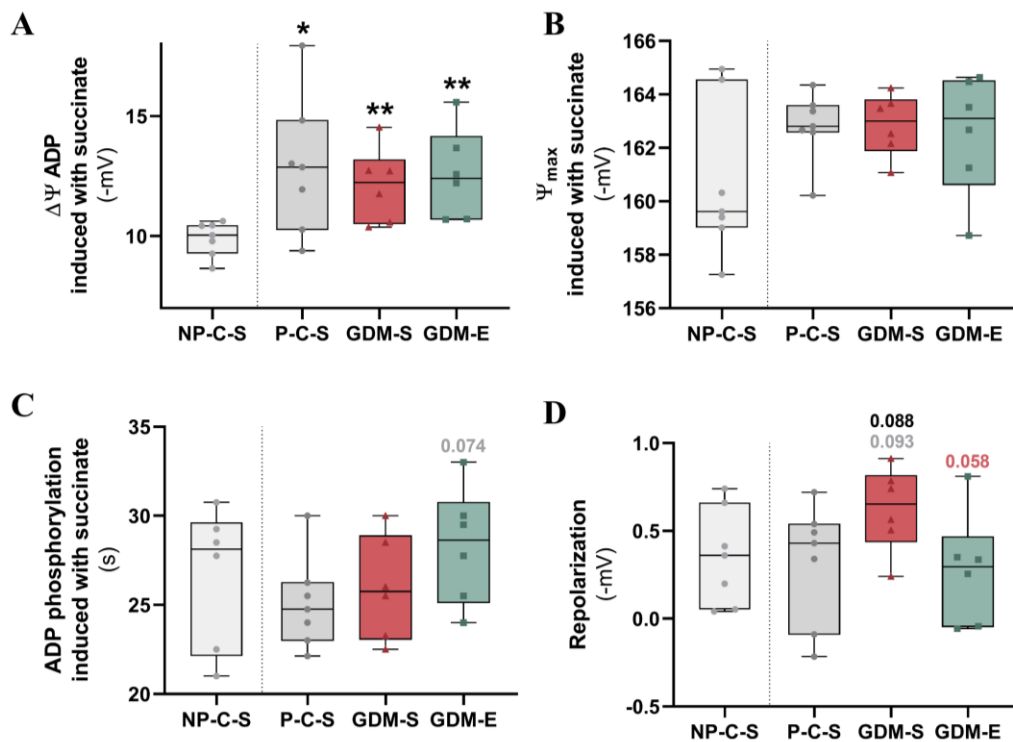 A
ΔΨ ADP
induced with succinate
(-mV)
15
10
*
**
**
NP-C-S P-C-S GDM-S GDM-E
B
Ψmax
induced with succinate
(-mV)
166
164
162
160
158
156
NP-C-S P-C-S GDM-S GDM-E
C
ADP phosphorylation
induced with succinate
(s)
35
30
25
20
0.074
NP-C-S P-C-S GDM-S GDM-E
D
Repolarization
(-mV)
1.0
0.5
0.0
-0.5
0.088
0.093
0.058
NP-C-S P-C-S GDM-S GDM-E